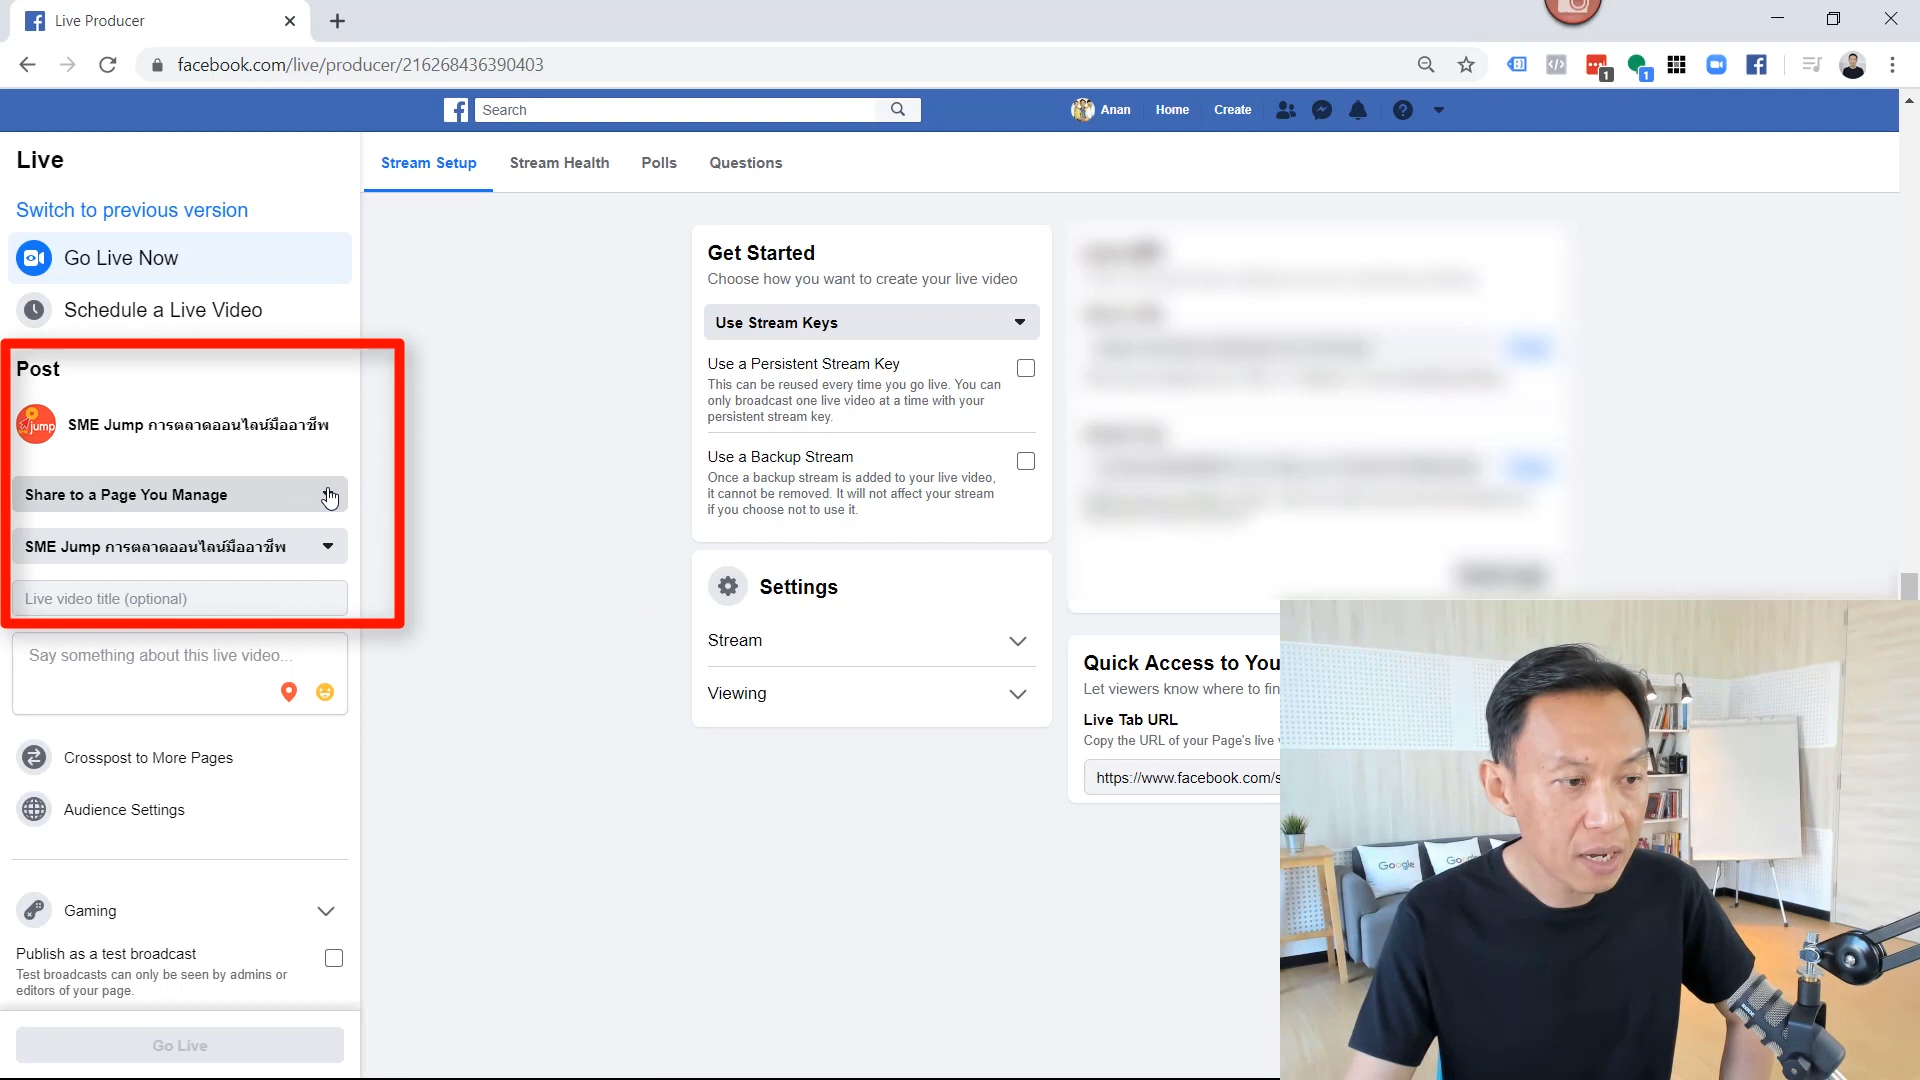 Live Producer
facebook.com/live/producer/216268436390403
1
1
Search
Anan
Home
Create
Live
Switch to previous version
Go Live Now
Schedule a Live Video
Post
jump
SME Jump การตลาดออนไลน์มืออาชีพ
Share to a Page You Manage
SME Jump การตลาดออนไลน์มืออาชีพ
Live video title (optional)
Say something about this live video...
Crosspost to More Pages
Audience Settings
Gaming
Publish as a test broadcast
Test broadcasts can only be seen by admins or
editors of your page.
Go Live
Stream Setup
Stream Health
Polls
Questions
Get Started
Choose how you want to create your live video
Use Stream Keys
Use a Persistent Stream Key
This can be reused every time you go live. You can
only broadcast one live video at a time with your
persistent stream key.
Use a Backup Stream
Once a backup stream is added to your live video,
it cannot be removed. It will not affect your stream
if you choose not to use it.
Settings
Stream
Viewing
Quick Access to You
Let viewers know where to fin
Live Tab URL
Copy the URL of your Page's live
https://www.facebook.com/s
Google